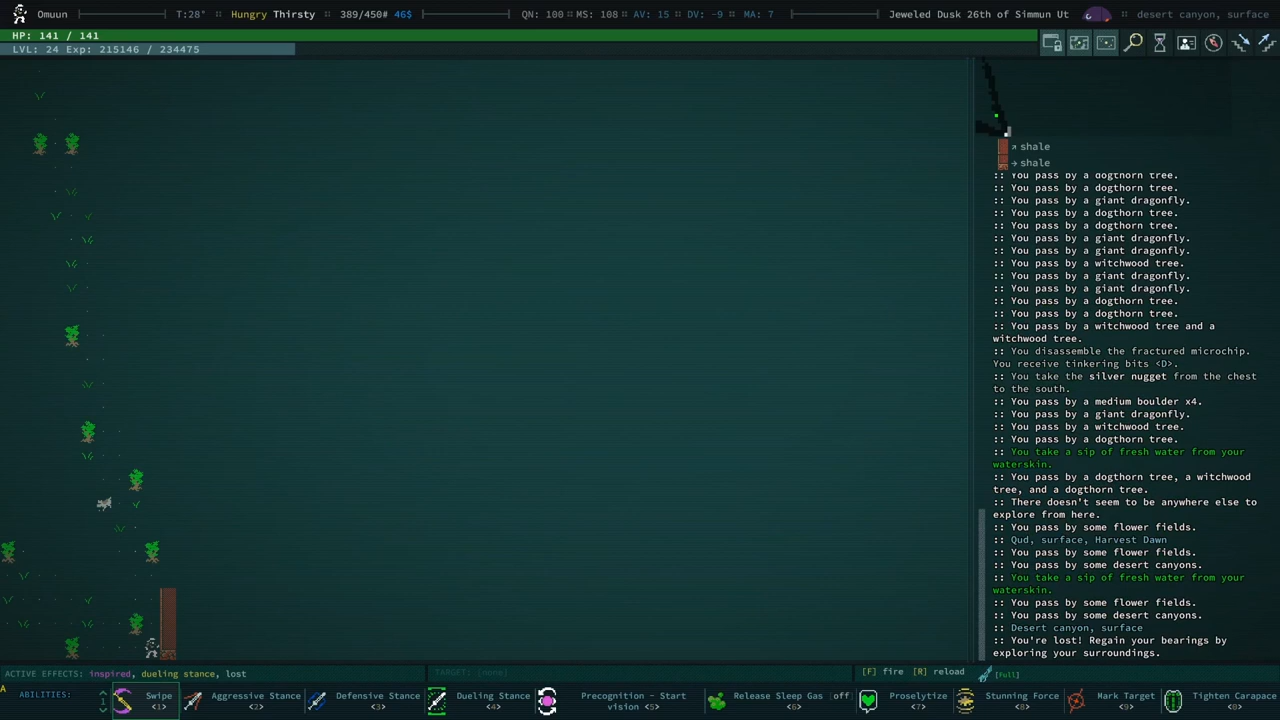 Omuun T:28° Hungry Thirsty 389/450# 46$ QN: 100 MS: 108 AV: 15 DV: -9 MA: 7 Jeweled Dusk 26th of Simmun Ut desert canyon, surface
HP: 141 / 141
LVL: 24 Exp: 215146 / 234475
shale
shale
:: You pass by a dogthorn tree.
:: You pass by a dogthorn tree.
:: You pass by a giant dragonfly.
:: You pass by a dogthorn tree.
:: You pass by a dogthorn tree.
:: You pass by a giant dragonfly.
:: You pass by a giant dragonfly.
:: You pass by a witchwood tree.
:: You pass by a giant dragonfly.
:: You pass by a giant dragonfly.
:: You pass by a dogthorn tree.
:: You pass by a dogthorn tree.
:: You pass by a witchwood tree and a
witchwood tree.
:: You disassemble the fractured microchip.
You receive tinkering bits <D>.
:: You take the silver nugget from the chest
to the south.
:: You pass by a medium boulder x4.
:: You pass by a giant dragonfly.
:: You pass by a witchwood tree.
:: You pass by a dogthorn tree.
:: You take a sip of fresh water from your
waterskin.
:: You pass by a dogthorn tree, a witchwood
tree, and a dogthorn tree.
:: There doesn't seem to be anywhere else to
explore from here.
:: You pass by some flower fields.
:: Qud, surface, Harvest Dawn
:: You pass by some flower fields.
:: You pass by some desert canyons.
:: You take a sip of fresh water from your
waterskin.
:: You pass by some flower fields.
:: You pass by some desert canyons.
:: Desert canyon, surface
:: You're lost! Regain your bearings by
exploring your surroundings.
ACTIVE EFFECTS: inspired, dueling stance, lost TARGET: [none] [F] fire [R] reload [Full]
A ABILITIES: 1 Swipe <1> Aggressive Stance <2> Defensive Stance <3> Dueling Stance <4> Precognition - Start vision <5> Release Sleep Gas off <6> Proselytize <7> Stunning Force <8> Mark Target <9> Tighten Carapace <0>